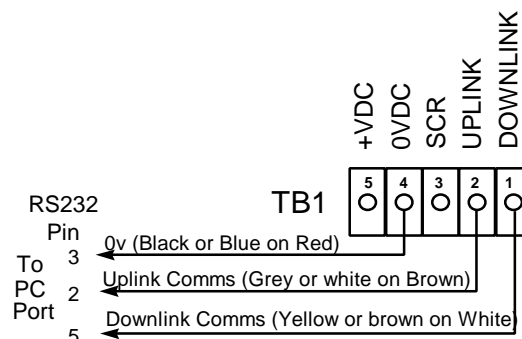 +VDC
0VDC
SCR
UPLINK
DOWNLINK
TB1
5
4
3
2
1
RS232
Pin
To
PC
Port
3
0v (Black or Blue on Red)
2
Uplink Comms (Grey or white on Brown)
5
Downlink Comms (Yellow or brown on White)